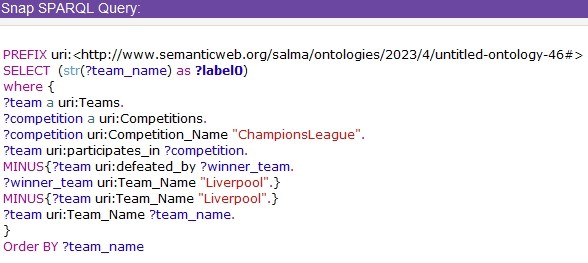 Snap SPARQL Query:
PREFIX uri:<http://www.semanticweb.org/salma/ontologies/2023/4/untitled-ontology-46#>
SELECT (str(?team_name) as ?label0)
where {
?team a uri:Teams.
?competition a uri:Competitions.
?competition uri:Competition_Name "ChampionsLeague".
?team uri:participates_in ?competition.
MINUS{?team uri:defeated_by ?winner_team.
?winner_team uri:Team_Name "Liverpool".}
MINUS{?team uri:Team_Name "Liverpool".}
?team uri:Team_Name ?team_name.
}
Order BY ?team_name